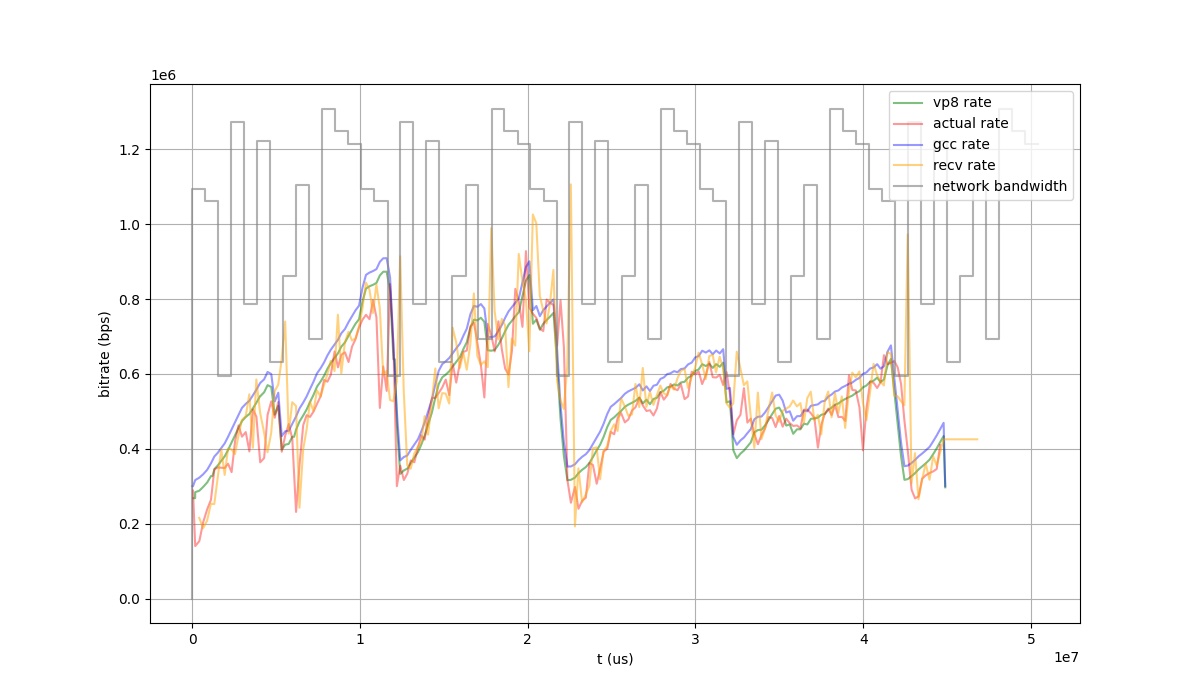 1e6
bitrate (bps)
1.2
1.0
0.8
0.6
0.4
0.2
0.0
vp8 rate
actual rate
gcc rate
recv rate
network bandwidth
0 1 2 3 4 5
t (us)
1e7